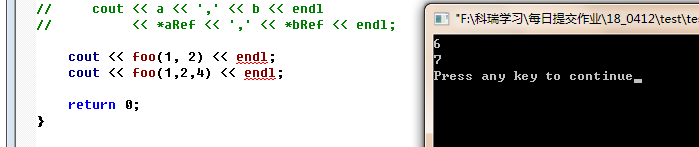 //     cout << a << ',' << b << endl
//          << *aRef << ',' << *bRef << endl;
cout << foo(1, 2) << endl;
cout << foo(1,2,4) << endl;
return 0;
}
"F:\科瑞学习\每日提交作业\18_0412\test\tes
6
7
Press any key to continue_